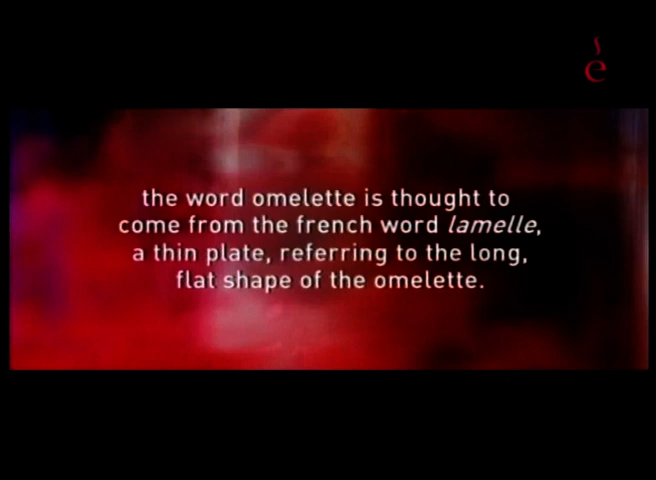 e
the word omelette is thought to
come from the french word lamelle,
a thin plate, referring to the long,
flat shape of the omelette.